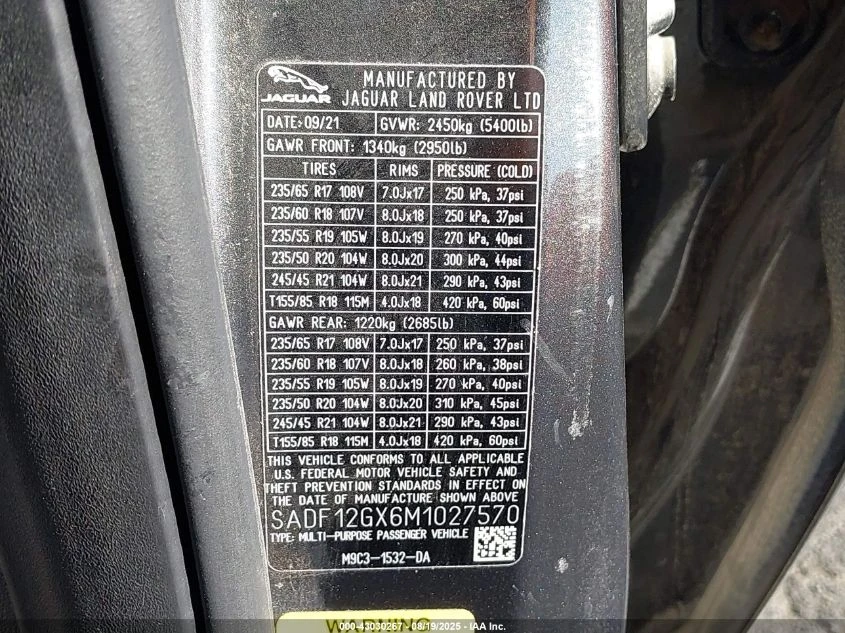 JAGUAR
MANUFACTURED BY
JAGUAR LAND ROVER LTD
DATE>09/21 GVWR: 2450kg (5400lb)
GAWR FRONT: 1340kg (2950lb)
TIRES RIMS PRESSURE (COLD)
235/65 R17 108V 7.0Jx17 250 kPa, 37psi
235/60 R18 107V 8.0Jx18 250 kPa, 37psi
235/55 R19 105W 8.0Jx19 270 kPa, 40psi
235/50 R20 104W 8.0Jx20 300 kPa, 44psi
245/45 R21 104W 8.0Jx21 290 kPa, 43psi
T155/85 R18 115M 4.0Jx18 420 kPa, 60psi
GAWR REAR: 1220kg (2685lb)
235/65 R17 108V 7.0Jx17 250 kPa, 37psi
235/60 R18 107V 8.0Jx18 260 kPa, 38psi
235/55 R19 105W 8.0Jx19 270 kPa, 40psi
235/50 R20 104W 8.0Jx20 310 kPa, 45psi
245/45 R21 104W 8.0Jx21 290 kPa, 43psi
T155/85 R18 115M 4.0Jx18 420 kPa, 60psi
THIS VEHICLE CONFORMS TO ALL APPLICABLE
U.S. FEDERAL MOTOR VEHICLE SAFETY AND
THEFT PREVENTION STANDARDS IN EFFECT ON
THE DATE OF MANUFACTURE SHOWN ABOVE
SADF12GX6M1027570
TYPE: MULTI-PURPOSE PASSENGER VEHICLE
M9C3-1532-DA
WARNING
000-43030267 - 08/19/2025 - IAA Inc.